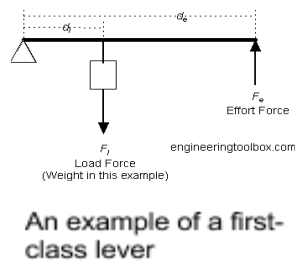 d e
d l
F e
Effort Force
F l
Load Force
(Weight in this example)
engineeringtoolbox.com
An example of a first-
class lever